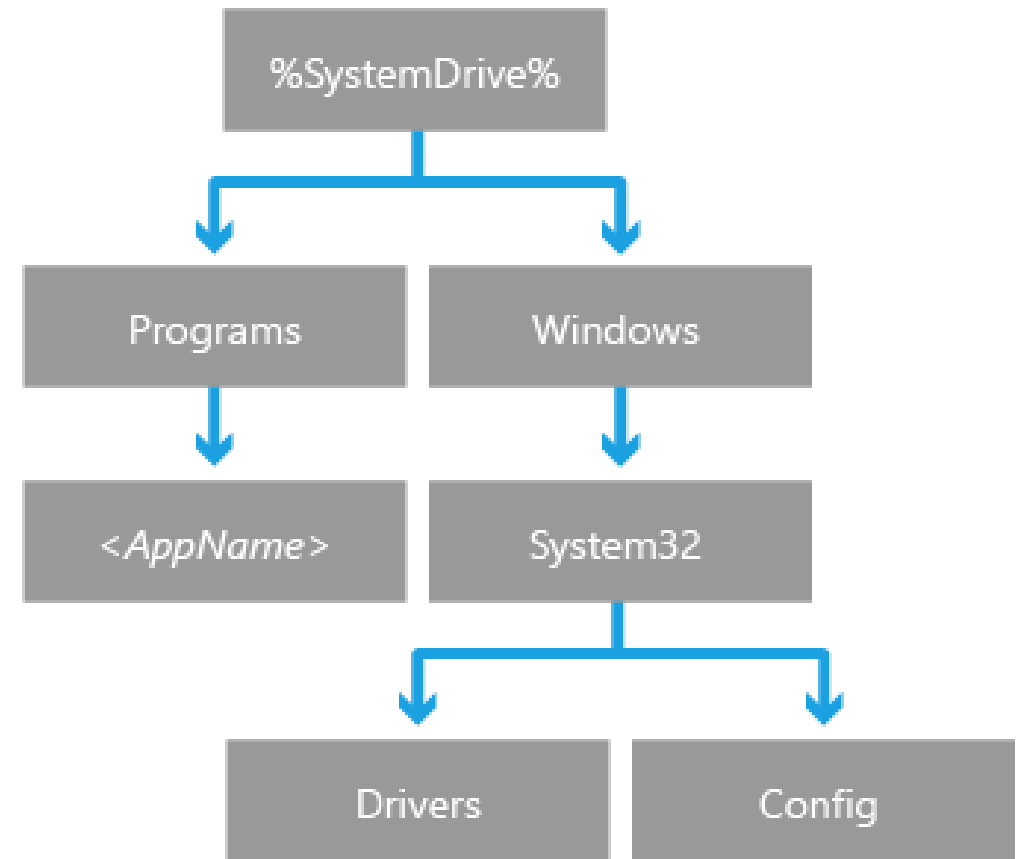 %SystemDrive%
Programs
Windows
<AppName>
System32
Drivers
Config